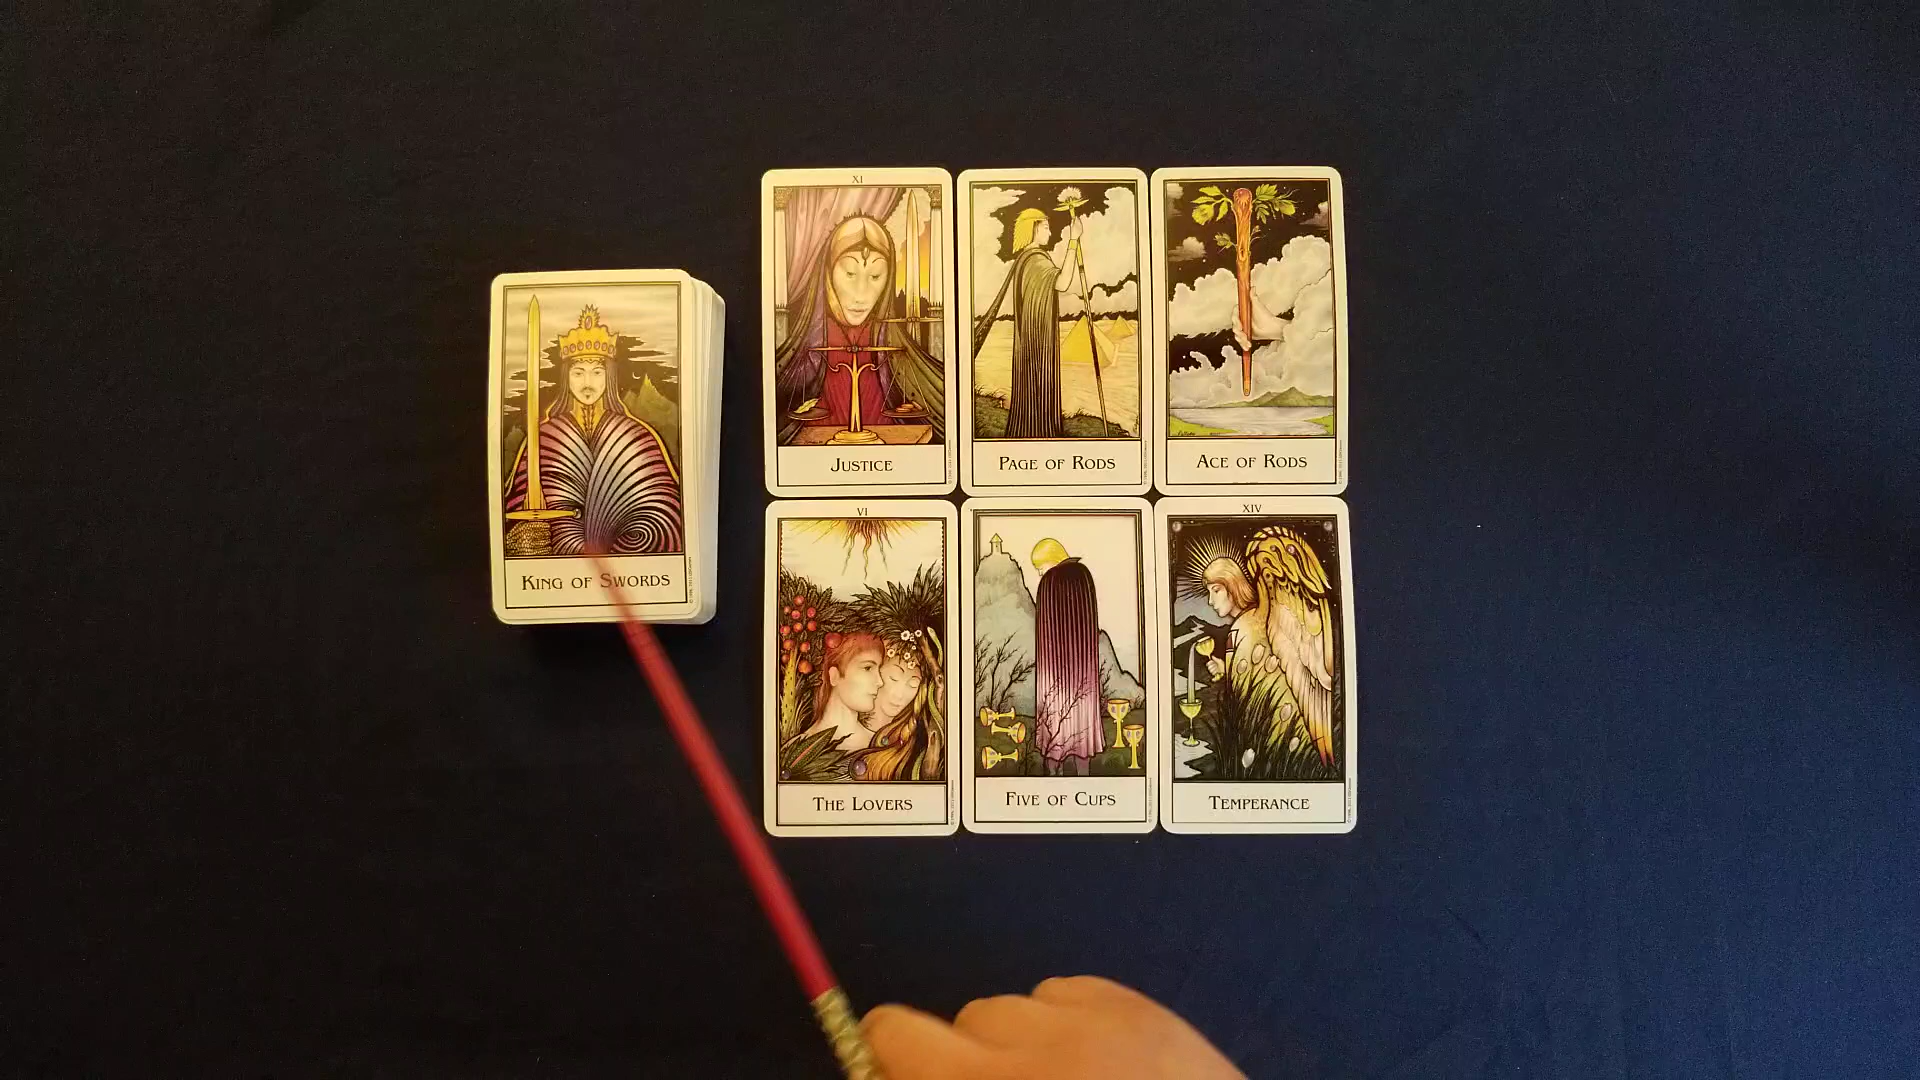 KING OF SWORDS
XI
JUSTICE
PAGE OF RODS
ACE OF RODS
VI
THE LOVERS
FIVE OF CUPS
XIV
TEMPERANCE